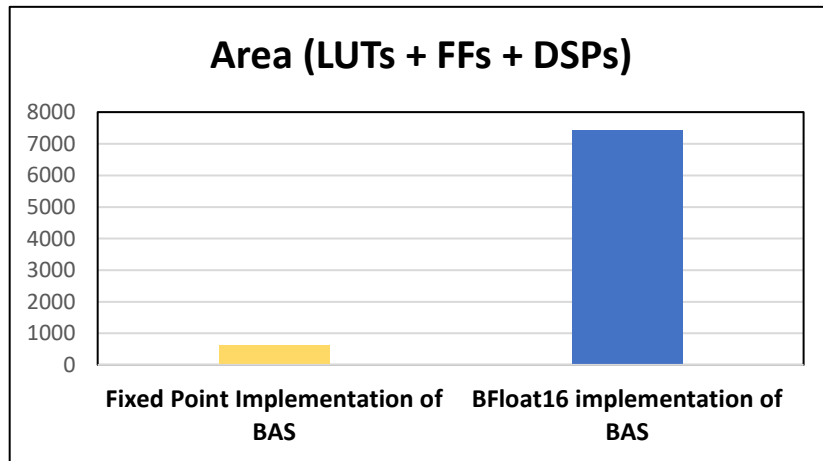 Area (LUTs + FFs + DSPs)
8000
7000
6000
5000
4000
3000
2000
1000
0
Fixed Point Implementation of
BAS
BFloat16 implementation of
BAS